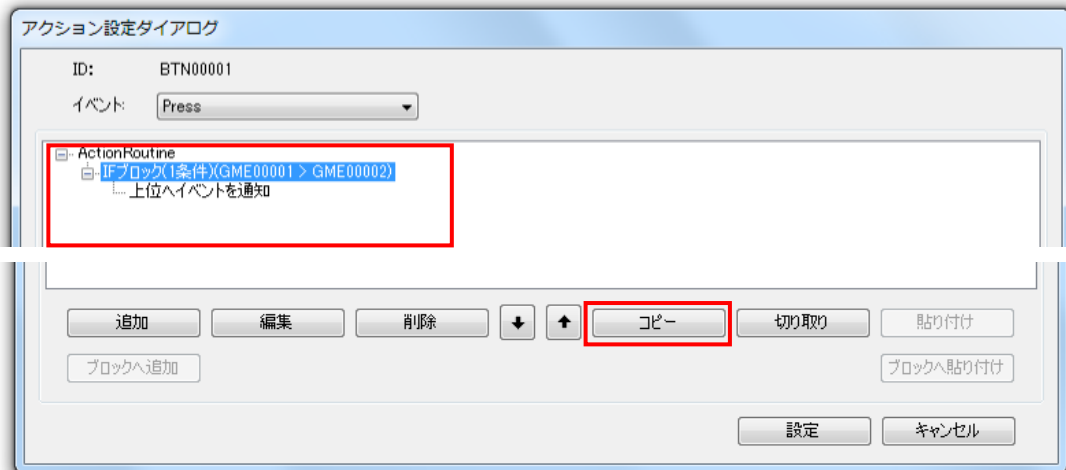 アクション設定ダイアログ
ID: BTN00001
イベント: Press
ActionRoutine
IFブロック(1条件)(GME00001 > GME00002)
上位へイベントを通知
追加 編集 削除 コピー 切り取り 貼り付け
ブロックへ追加 ブロックへ貼り付け
設定 キャンセル